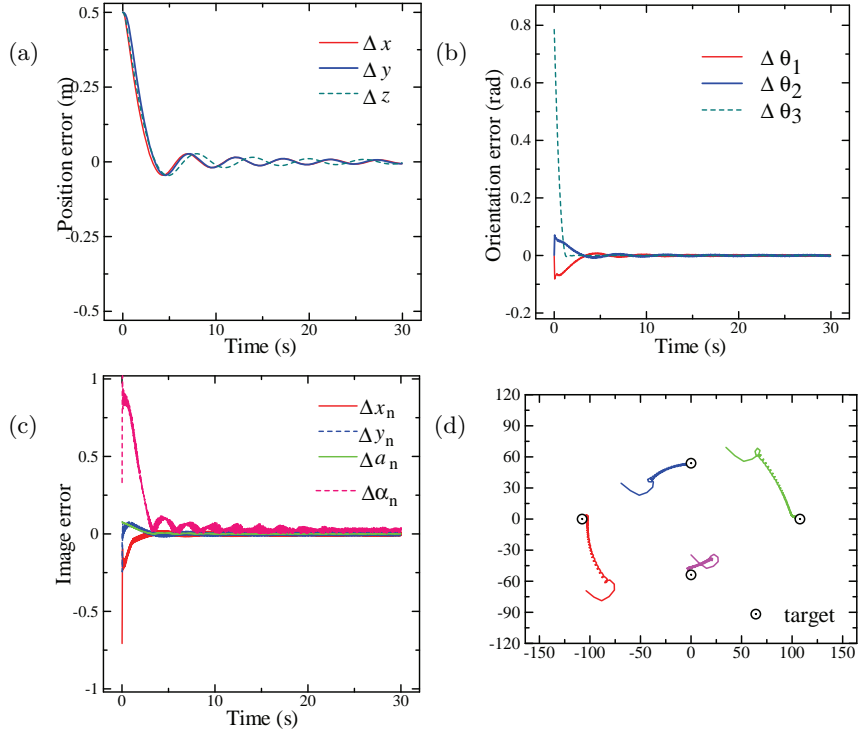 (a)
Position error (m)
0.5
0.25
0
-0.25
-0.5
Δ x
Δ y
Δ z
0 10 20 30
Time (s)
(b)
Orientation error (rad)
0.8
0.6
0.4
0.2
0
-0.2
Δ θ1
Δ θ2
Δ θ3
0 10 20 30
Time (s)
(c)
Image error
1
0.5
0
-0.5
-1
Δxn
Δyn
Δan
Δαn
0 10 20 30
Time (s)
(d)
120
90
60
30
0
-30
-60
-90
-120
target
-150 -100 -50 0 50 100 150